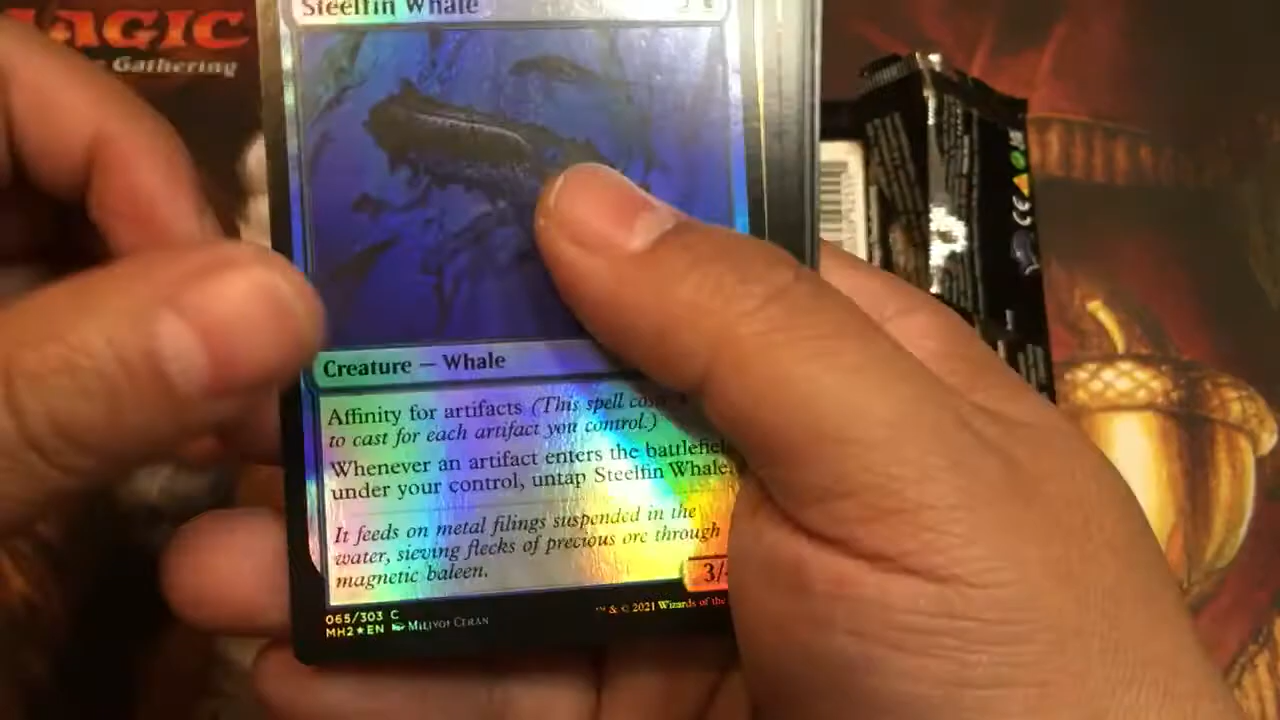 MAGIC
Gathering
Steelfin Whale
Creature — Whale
Affinity for artifacts (This spell
to cast for each artifact you control.)
Whenever an artifact enters the battlefiel
under your control, untap Steelfin Whale.
It feeds on metal filings suspended in the
water, sieving flecks of precious ore through
magnetic baleen.
3/
065/303 C
MH2★EN MILIVOJ ĆERAN
™ & © 2021 Wizards of the
CE